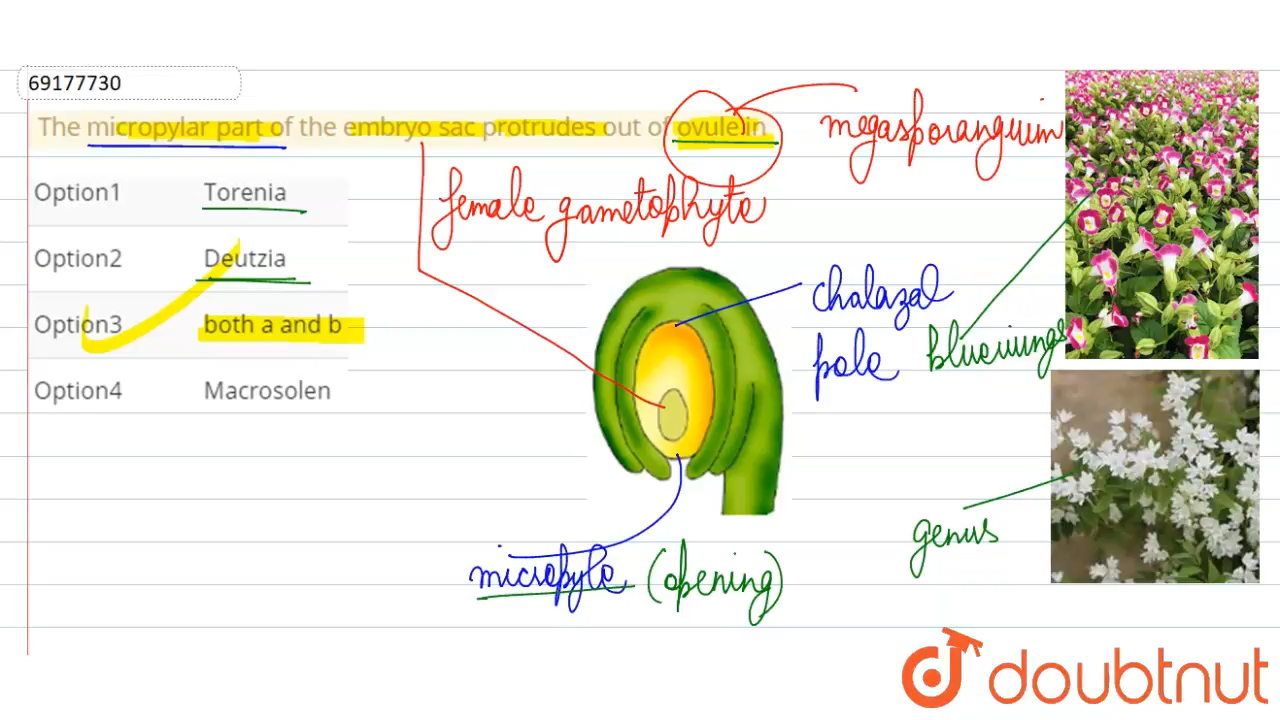 69177730
The micropylar part of the embryo sac protrudes out of ovule in
megasporangium
Option1 Torenia
female gametophyte
Option2 Deutzia
chalazal
pole
Option3 both a and b
bluewings
Option4 Macrosolen
genus
micropyle (opening)
doubtnut